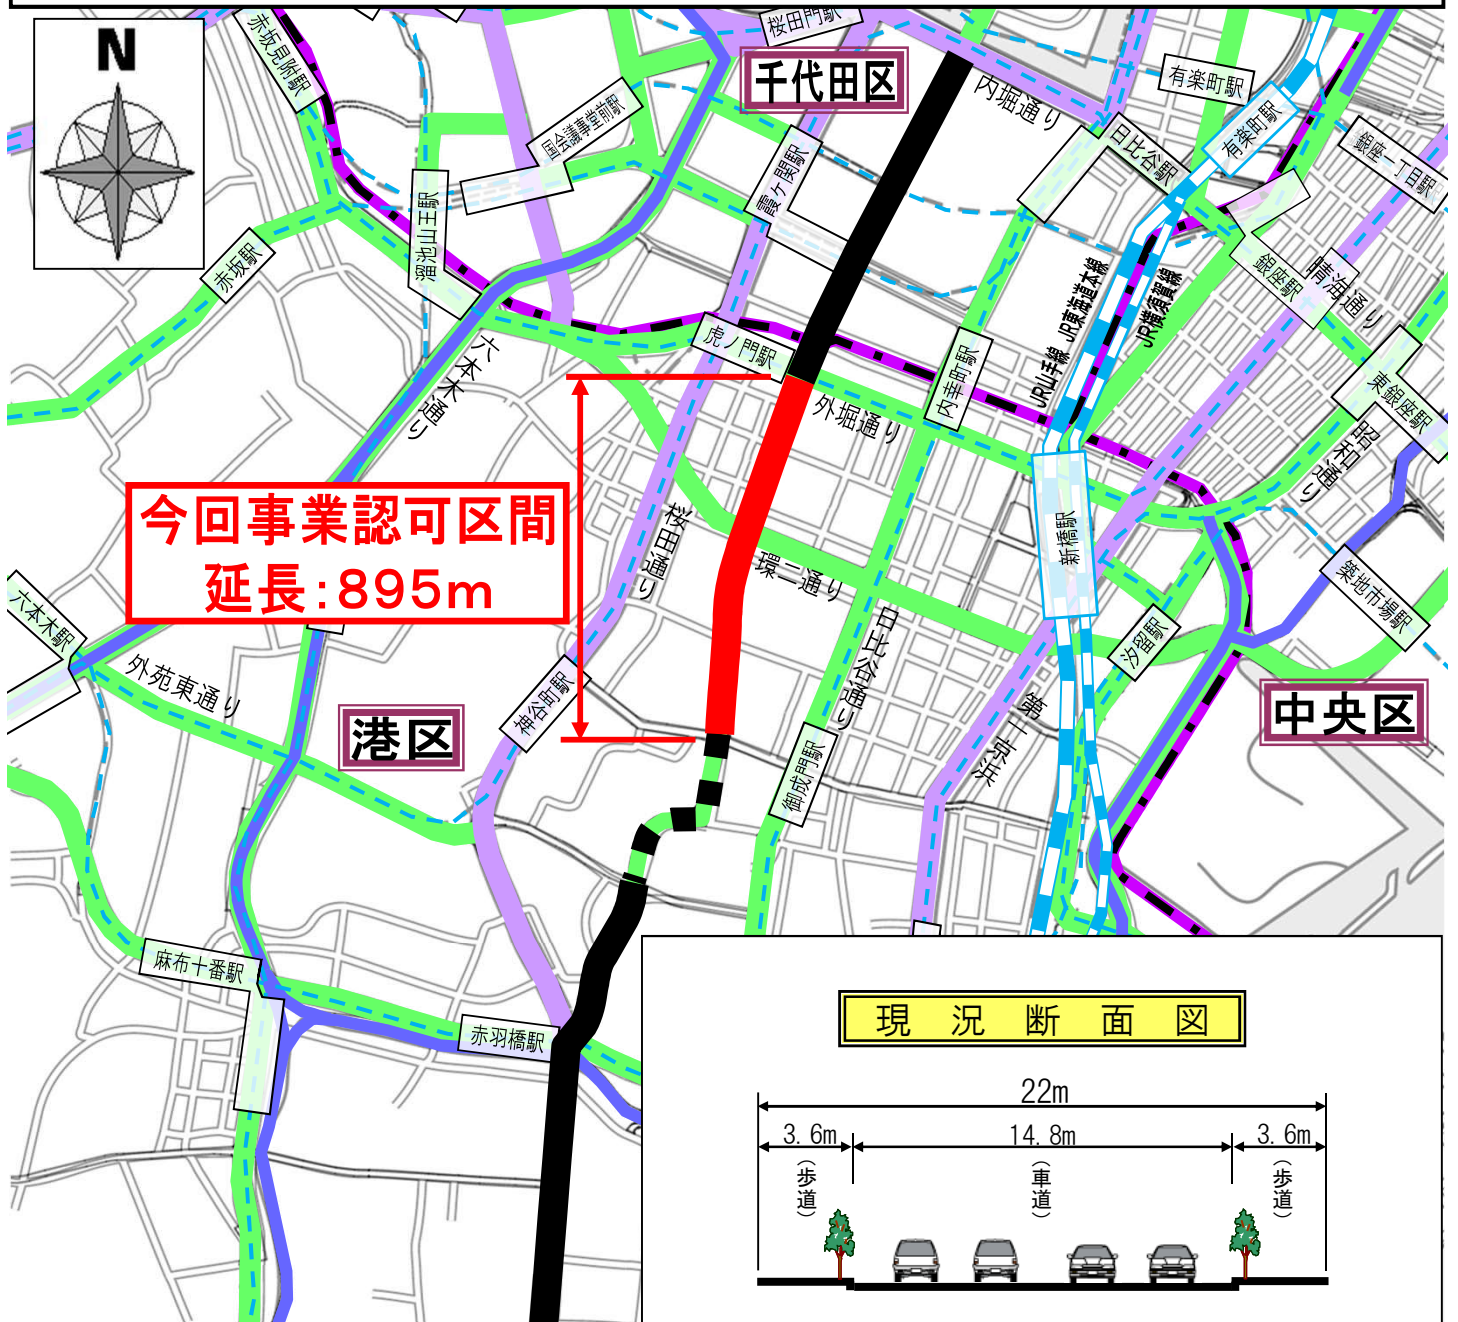 N
赤坂見附駅
桜田門駅
千代田区
内堀通り
有楽町駅
有楽町駅
国会議事堂前駅
日比谷駅
銀座一丁目駅
霞ヶ関駅
溜池山王駅
赤坂駅
銀座駅
晴海通り
JR山手線 JR東海道本線
JR横須賀線
六本木通り
虎ノ門駅
内幸町駅
外堀通り
東銀座駅
昭和通り
今回事業認可区間
延長:895m
桜田通り
新橋駅
環二通り
築地市場駅
六本木駅
日比谷通り
汐留駅
外苑東通り
神谷町駅
港区
第一京浜
中央区
御成門駅
麻布十番駅
赤羽橋駅
現況断面図
22m
3.6m
14.8m
3.6m
(歩道)
(車道)
(歩道)